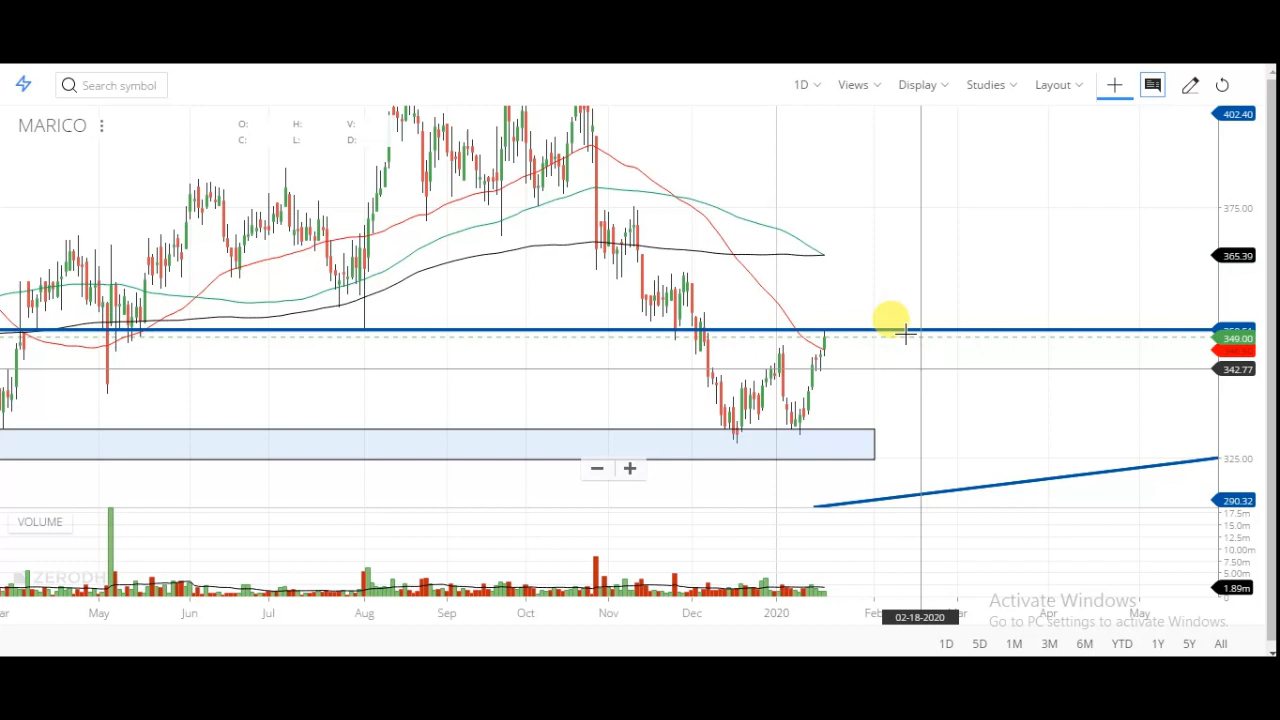 Search symbol
1D Views Display Studies Layout
MARICO
O: H: V:
C: L: D:
402.40
375.00
365.39
349.00
342.77
325.00
290.32
VOLUME
17.5m
15.0m
12.5m
10.00m
7.50m
5.00m
1.89m
0
ZERODH
May Jun Jul Aug Sep Oct Nov Dec 2020 Apr May
02-18-2020
Activate Windows
Go to PC settings to activate Windows.
1D 5D 1M 3M 6M YTD 1Y 5Y All